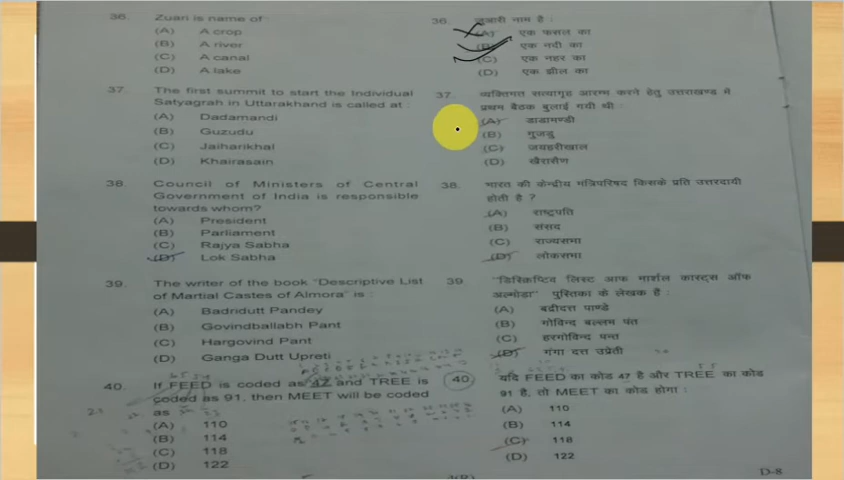 36. Zuari is name of
(A) A crop
(B) A river
(C) A canal
(D) A lake
37. The first summit to start the Individual
Satyagrah in Uttarakhand is called at :
(A) Dadamandi
(B) Guzudu
(C) Jaiharikhal
(D) Khairasain
38. Council of Ministers of Central
Government of India is responsible
towards whom?
(A) President
(B) Parliament
(C) Rajya Sabha
(D) Lok Sabha
39. The writer of the book "Descriptive List
of Martial Castes of Almora" is :
(A) Badridutt Pandey
(B) Govindballabh Pant
(C) Hargovind Pant
(D) Ganga Dutt Upreti
40. If FEED is coded as 47 and TREE is
coded as 91, then MEET will be coded
as
(A) 110
(B) 114
(C) 118
(D) 122
36. जुआरी नाम है :
(A) एक फसल का
(B) एक नदी का
(C) एक नहर का
(D) एक झील का
37. व्यक्तिगत सत्याग्रह आरम्भ करने हेतु उत्तराखण्ड में
प्रथम बैठक बुलाई गयी थी :
(A) डाडामण्डी
(B) गुजडू
(C) जयहरीखाल
(D) खैरासैण
38. भारत की केन्द्रीय मंत्रिपरिषद किसके प्रति उत्तरदायी
होती है ?
(A) राष्ट्रपति
(B) संसद
(C) राज्यसभा
(D) लोकसभा
39. "डिस्क्रिप्टिव लिस्ट आफ मार्शल कास्ट्स ऑफ
अल्मोडा" पुस्तिका के लेखक हैं :
(A) बद्रीदत्त पाण्डे
(B) गोविन्द बल्लभ पंत
(C) हरगोविन्द पन्त
(D) गंगा दत्त उप्रेती
40. यदि FEED का कोड 47 है और TREE का कोड
91 है, तो MEET का कोड होगा :
(A) 110
(B) 114
(C) 118
(D) 122
D-8